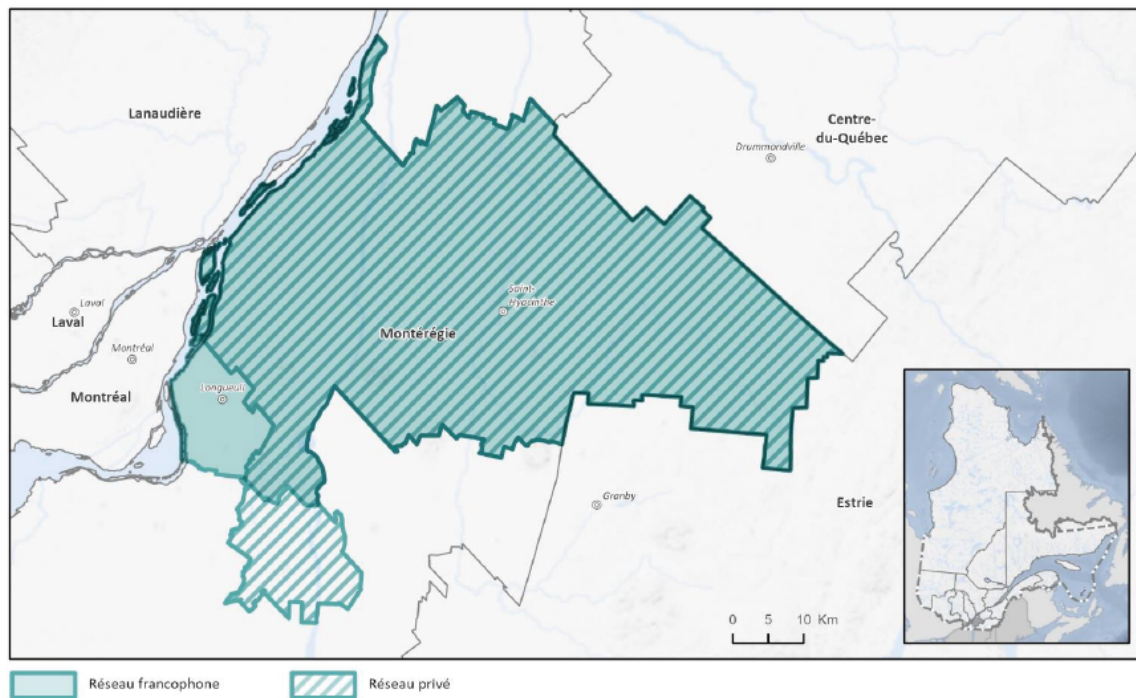 Lanaudière
Centre-
du-Québec
Drummondville
Laval
Laval
Saint-
Hyacinthe
Montérégie
Montréal
Montréal
Longueuil
Granby
Estrie
0 5 10 Km
Réseau francophone
Réseau privé